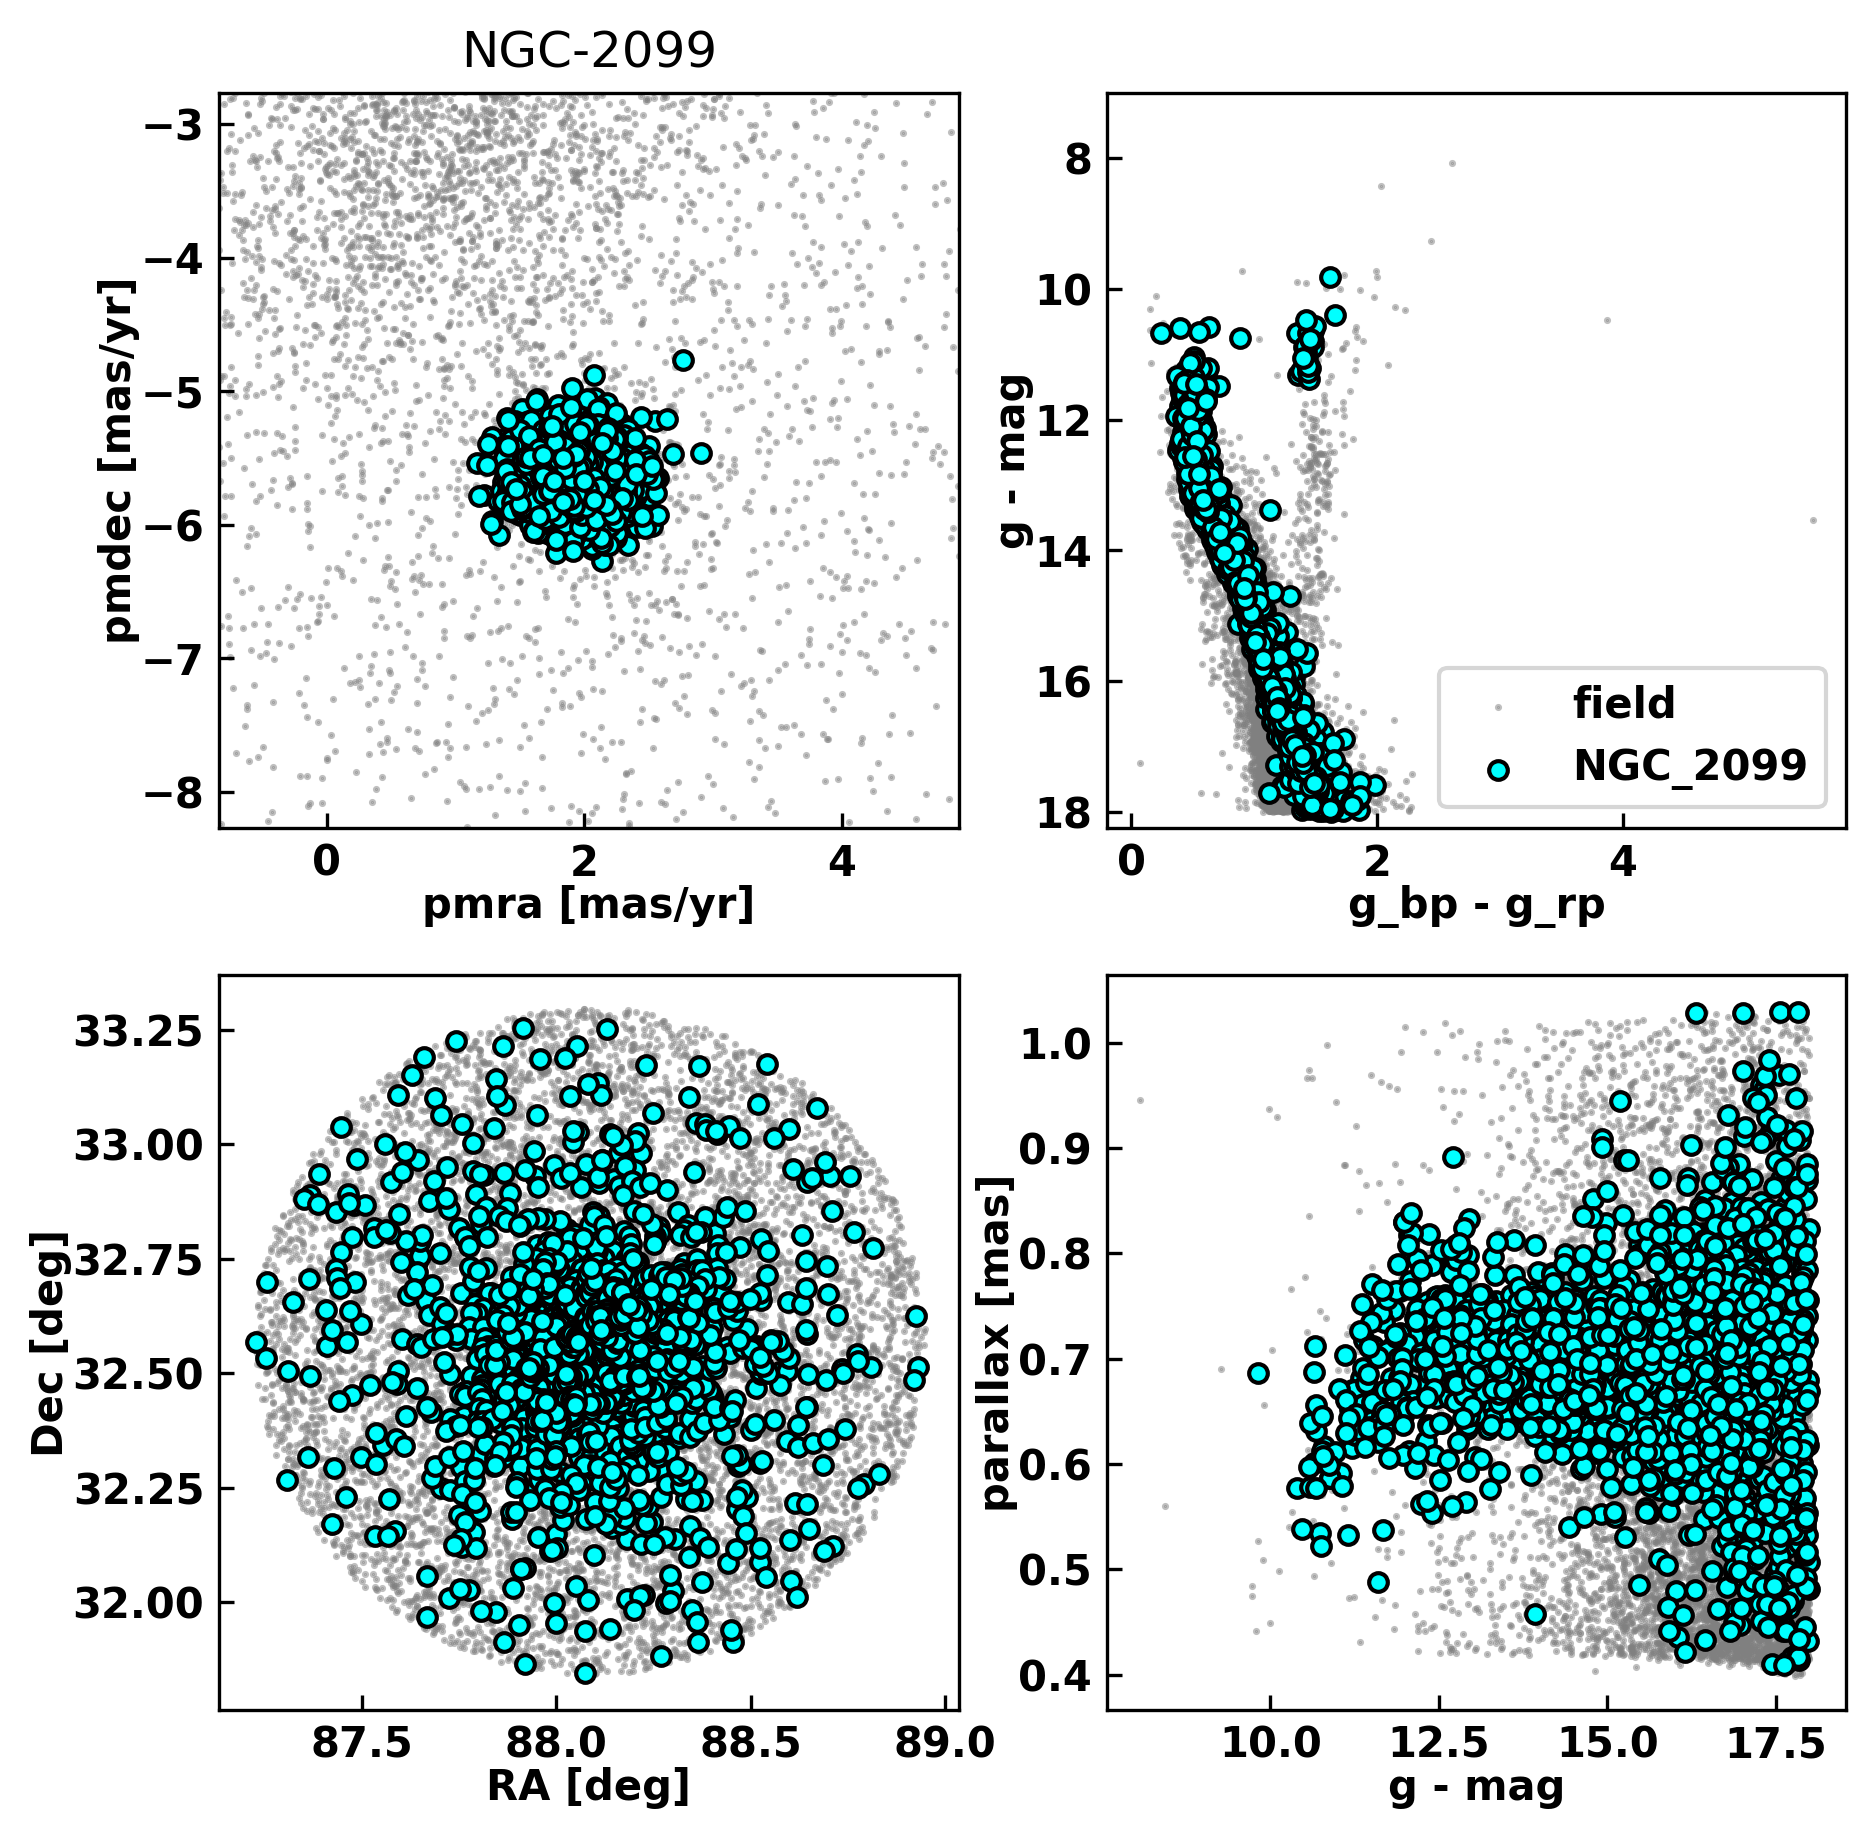 NGC-2099
−3
−4
−5
−6
−7
−8
pmdec [mas/yr]
0 2 4
pmra [mas/yr]
8
10
12
14
16
18
g - mag
field
NGC_2099
0 2 4
g_bp - g_rp
33.25
33.00
32.75
32.50
32.25
32.00
Dec [deg]
87.5 88.0 88.5 89.0
RA [deg]
1.0
0.9
0.8
0.7
0.6
0.5
0.4
parallax [mas]
10.0 12.5 15.0 17.5
g - mag